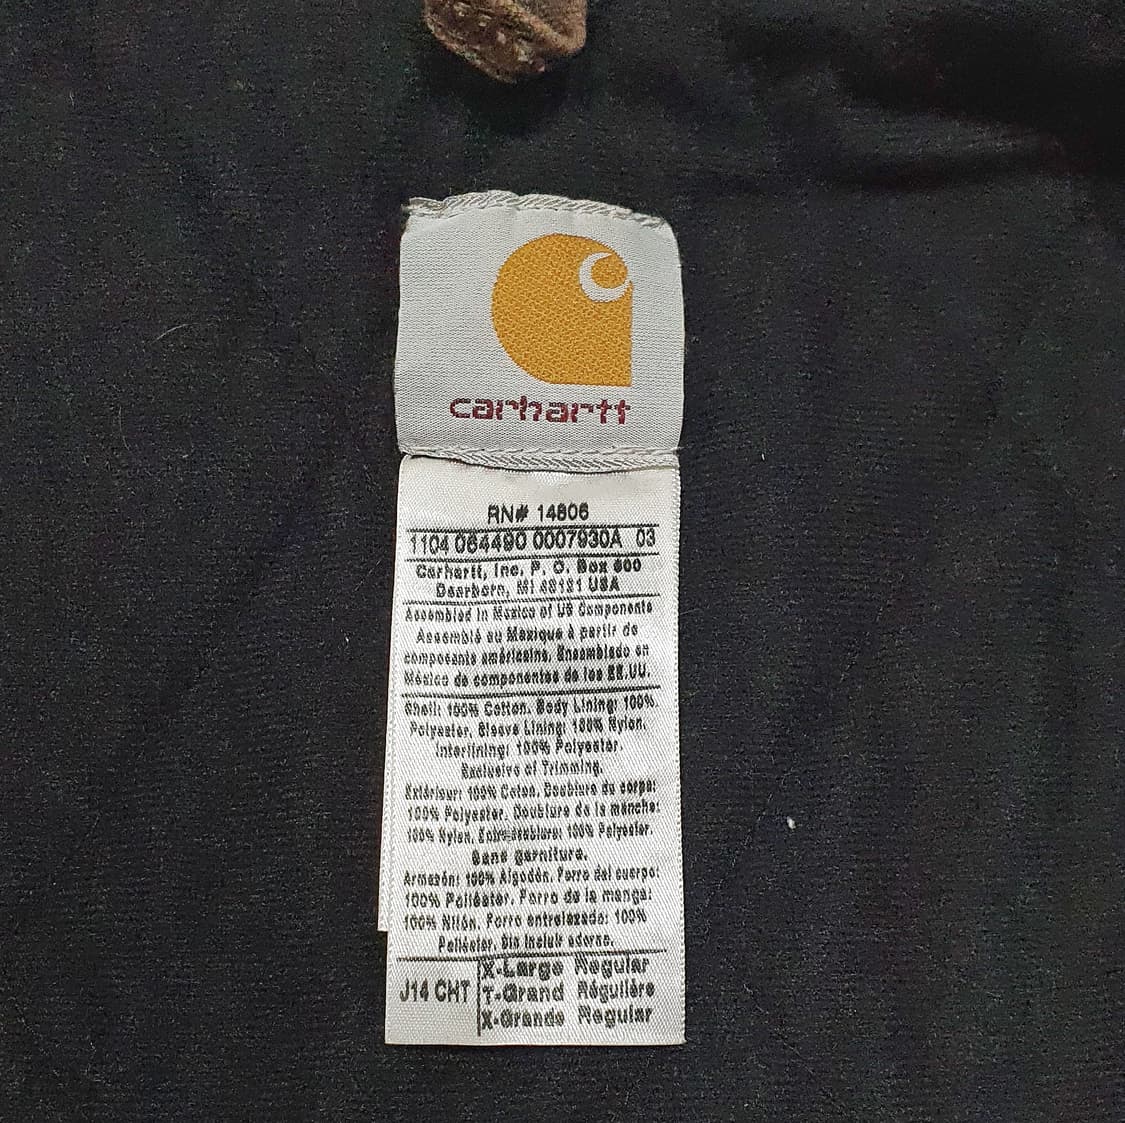 carhartt
RN# 14806
1104 064490 0007930A 03
Carhartt, Inc. P. O. Box 600
Dearborn, MI 48121 USA
Assembled in Mexico of US Components
Assemblé au Mexique à partir de
composants américains. Ensamblado en
México de componentes de los EE.UU.
Shell: 100% Cotton. Body Lining: 100%
Polyester. Sleeve Lining: 100% Nylon.
Interlining: 100% Polyester.
Exclusive of Trimming.
Extérieur: 100% Coton. Doublure du corps:
100% Polyester. Doublure de la manche:
100% Nylon. Entredoublure: 100% Polyester.
Sans garniture.
Armazón: 100% Algodón. Forro del cuerpo:
100% Poliéster. Forro de la manga:
100% Nilón. Forro entrelazado: 100%
Poliéster. Sin incluir adorno.
J14 CHT
X-Large Regular
T-Grand Régulière
X-Grande Regular